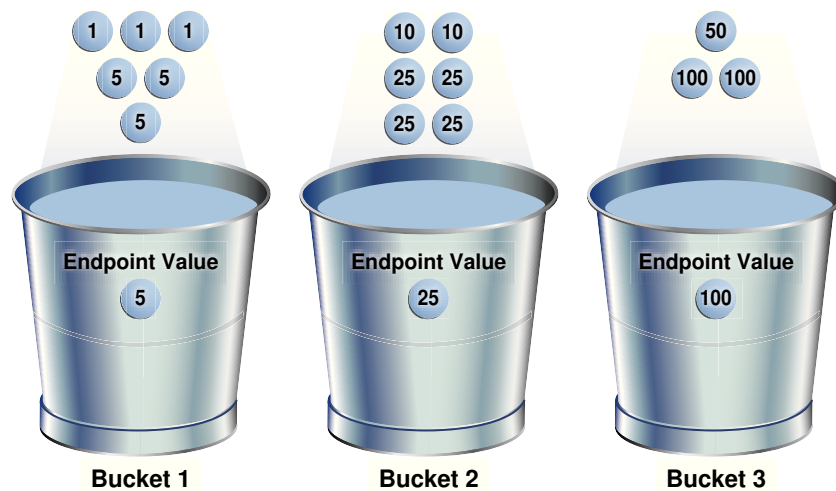 1 1 1
5 5
5
10 10
25 25
25 25
50
100 100
Endpoint Value
5
Endpoint Value
25
Endpoint Value
100
Bucket 1
Bucket 2
Bucket 3